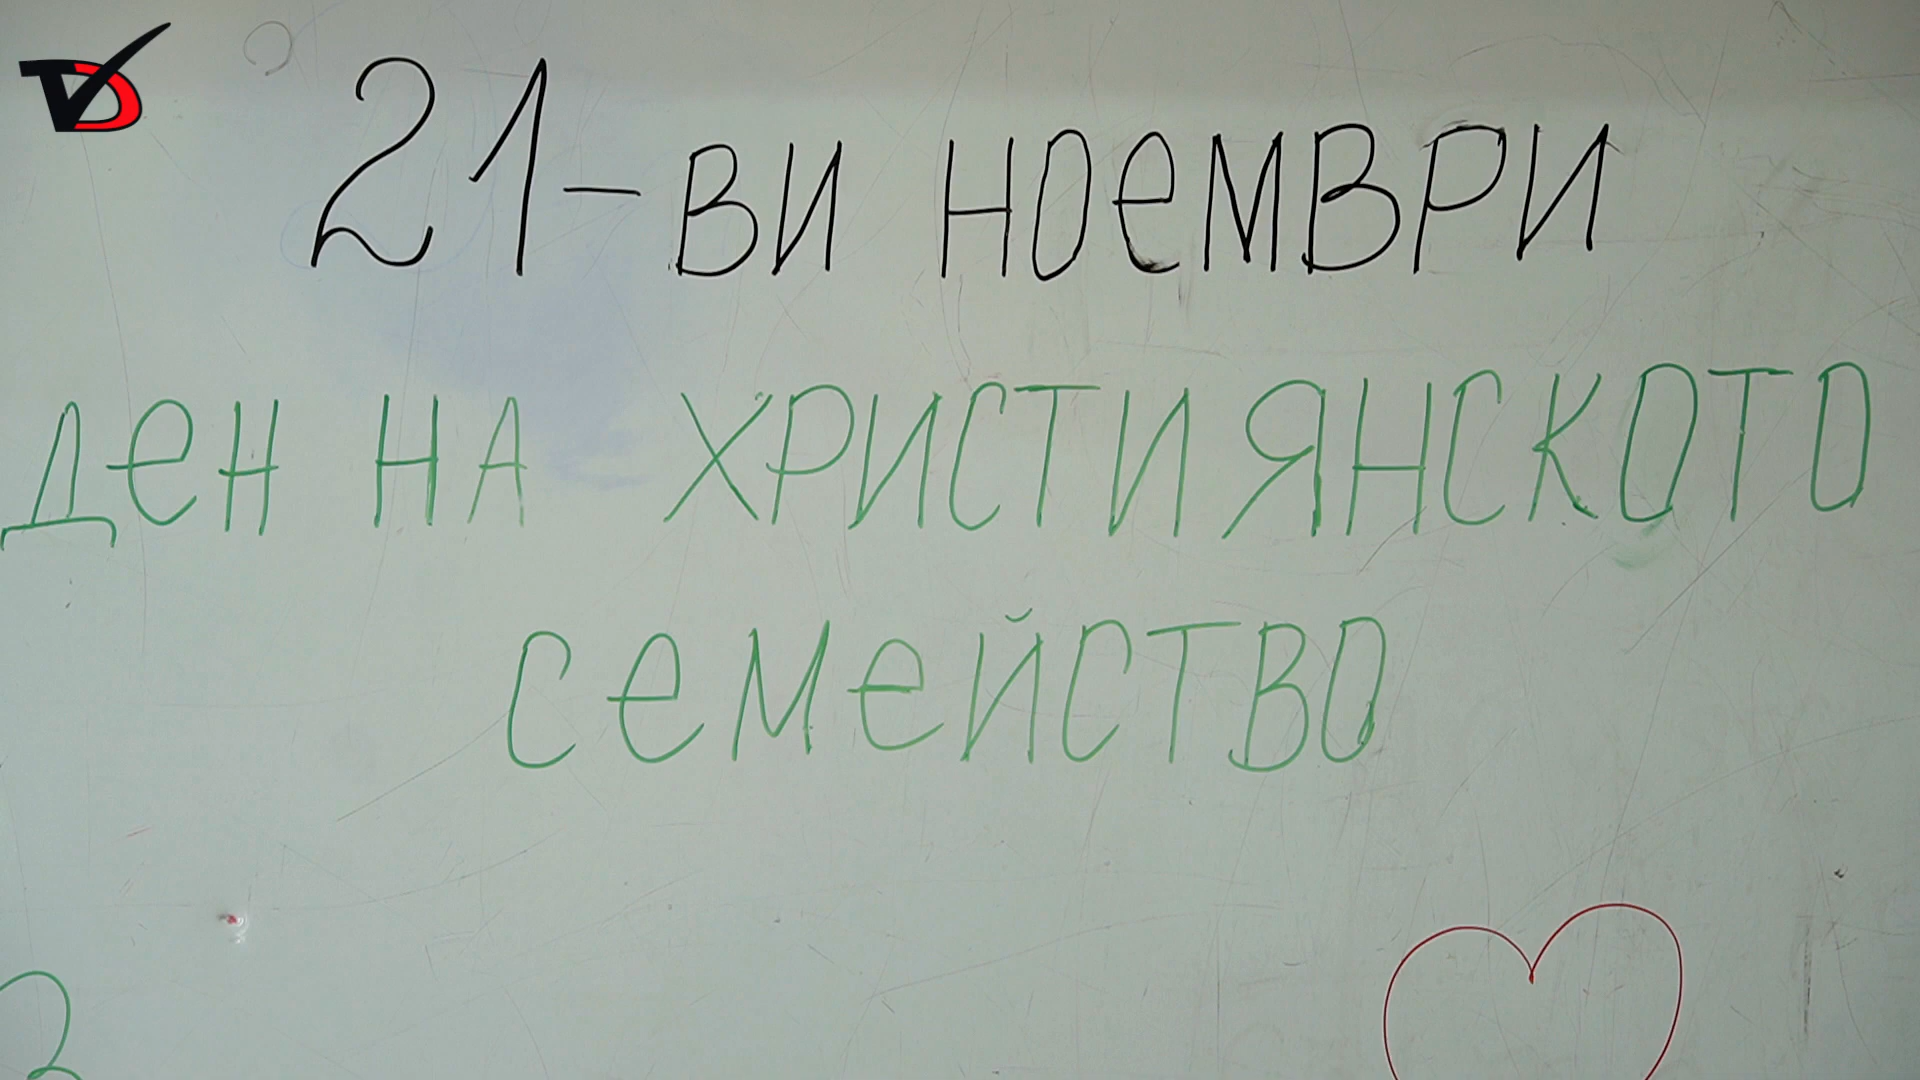 21-ви ноември
Ден на християнското
семейство